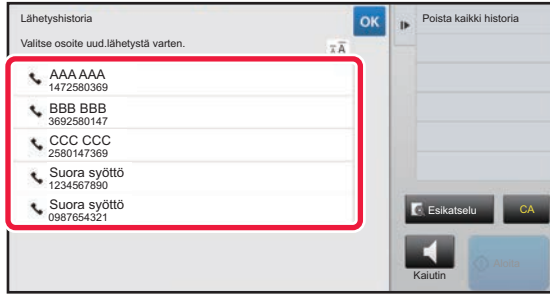 Lähetyshistoria
OK
Poista kaikki historia
Valitse osoite uud.lähetystä varten.
AAA AAA
1472580369
BBB BBB
3692580147
CCC CCC
2580147369
Suora syöttö
1234567890
Suora syöttö
0987654321
Esikatselu
CA
Kaiutin
Aloita